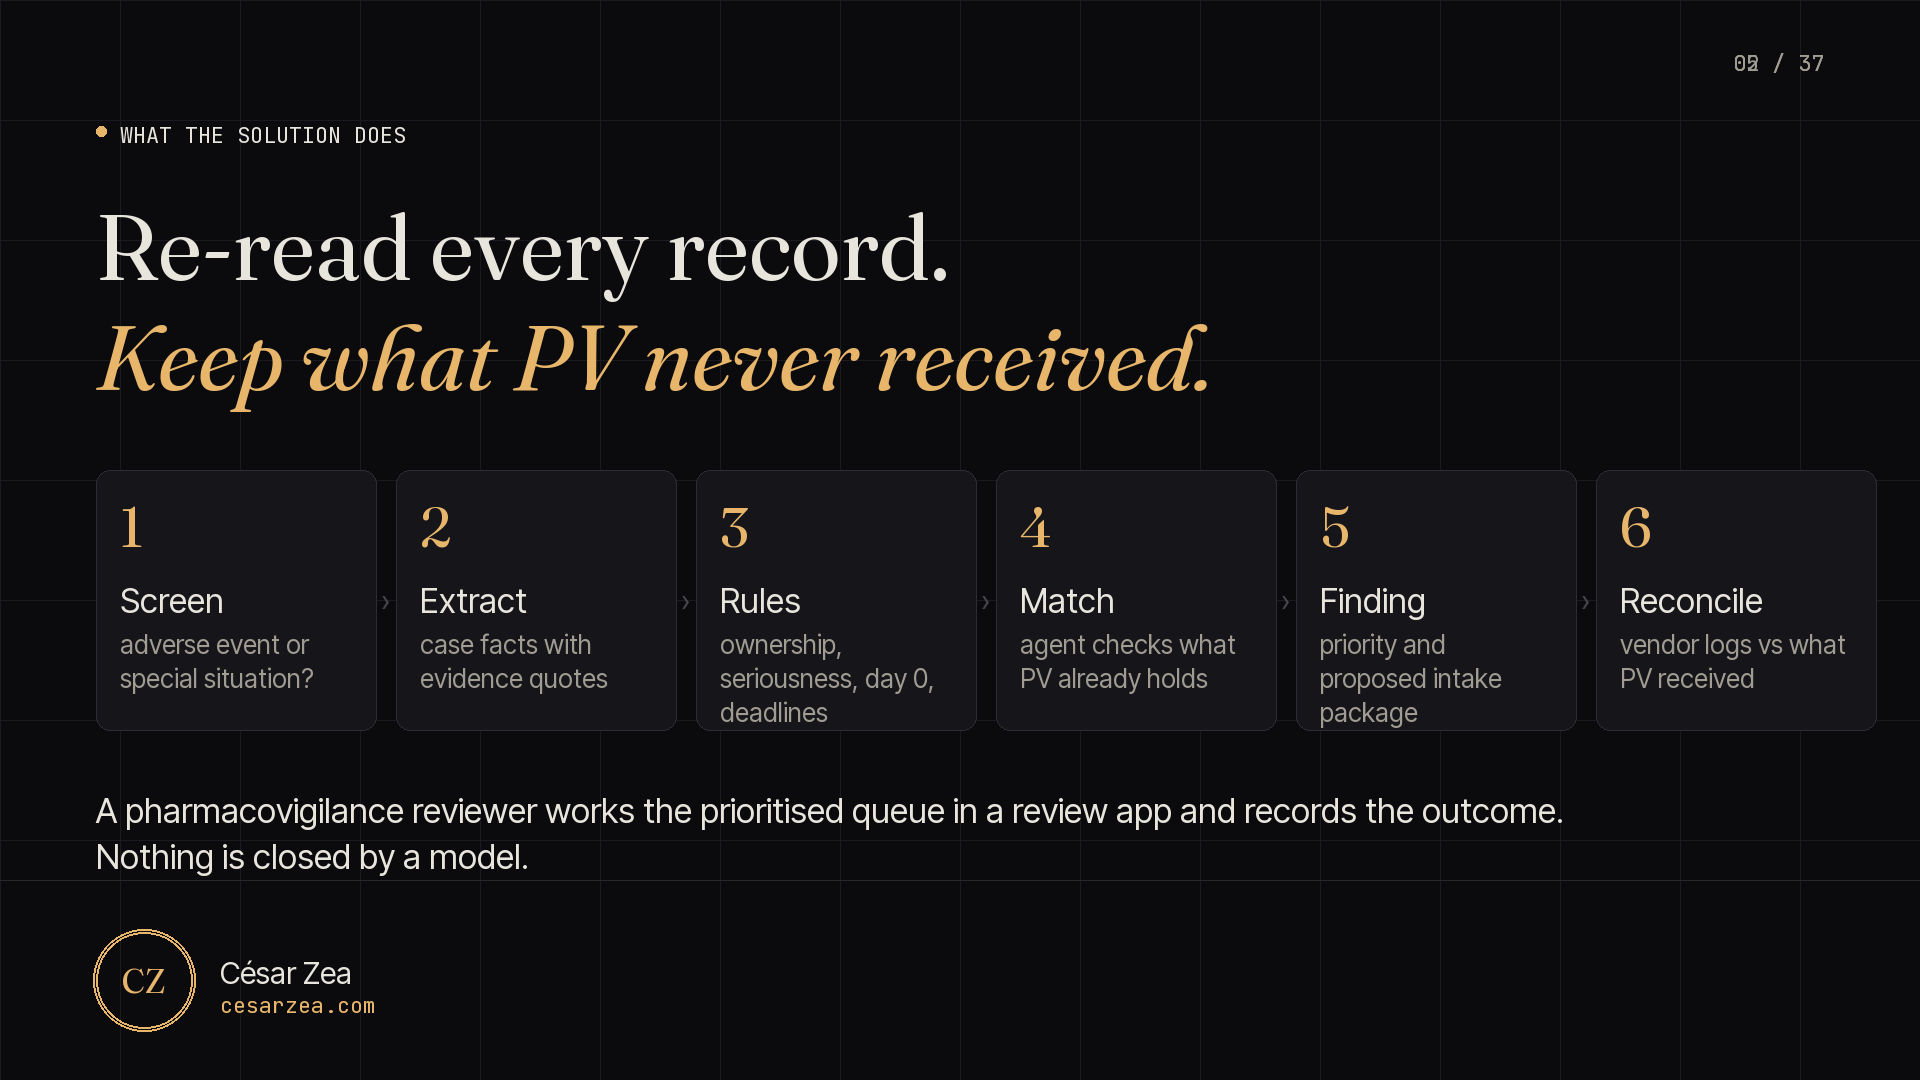 / 37
WHAT THE SOLUTION DOES
Re-read every record.
Keep what PV never received.
1
Screen
adverse event or
special situation?
2
Extract
case facts with
evidence quotes
3
Rules
ownership,
seriousness, day 0,
deadlines
4
Match
agent checks what
PV already holds
5
Finding
priority and
proposed intake
package
6
Reconcile
vendor logs vs what
PV received
A pharmacovigilance reviewer works the prioritised queue in a review app and records the outcome.
Nothing is closed by a model.
CZ
César Zea
cesarzea.com